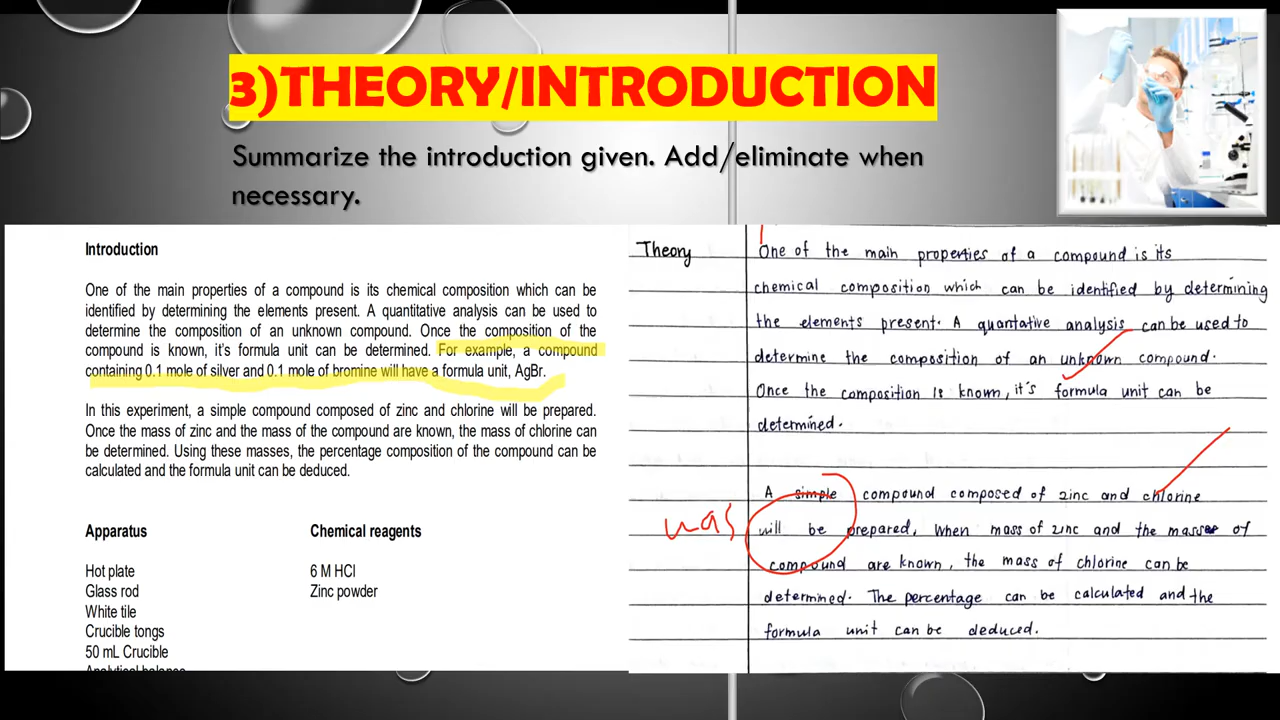 3)THEORY/INTRODUCTION
Summarize the introduction given. Add/eliminate when
necessary.
Introduction
One of the main properties of a compound is its chemical composition which can be
identified by determining the elements present. A quantitative analysis can be used to
determine the composition of an unknown compound. Once the composition of the
compound is known, it's formula unit can be determined. For example, a compound
containing 0.1 mole of silver and 0.1 mole of bromine will have a formula unit, AgBr.
In this experiment, a simple compound composed of zinc and chlorine will be prepared.
Once the mass of zinc and the mass of the compound are known, the mass of chlorine can
be determined. Using these masses, the percentage composition of the compound can be
calculated and the formula unit can be deduced.
Apparatus Chemical reagents
Hot plate 6 M HCl
Glass rod Zinc powder
White tile
Crucible tongs
50 mL Crucible
Analytical balance
Theory
One of the main properties of a compound is its
chemical composition which can be identified by determining
the elements present. A quantative analysis can be used to
determine the composition of an unknown compound.
Once the composition is known, it's formula unit can be
determined.
A simple compound composed of zinc and chlorine
was
will be prepared. When mass of zinc and the mass of
compound are known, the mass of chlorine can be
determined. The percentage can be calculated and the
formula unit can be deduced.